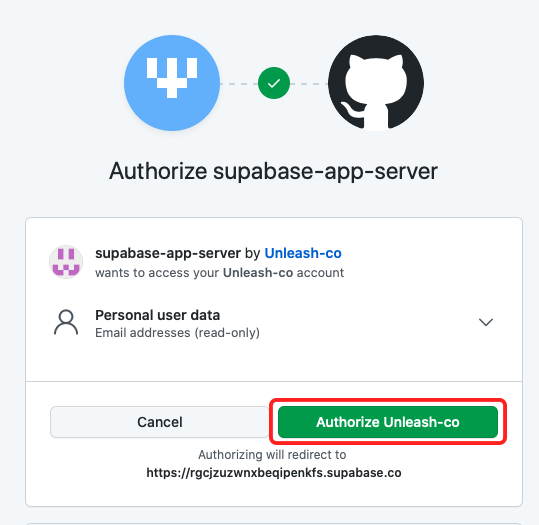 Authorize supabase-app-server
supabase-app-server by Unleash-co
wants to access your Unleash-co account
Personal user data
Email addresses (read-only)
Cancel
Authorize Unleash-co
Authorizing will redirect to
https://rgcjzuzwnxbeqipenkfs.supabase.co